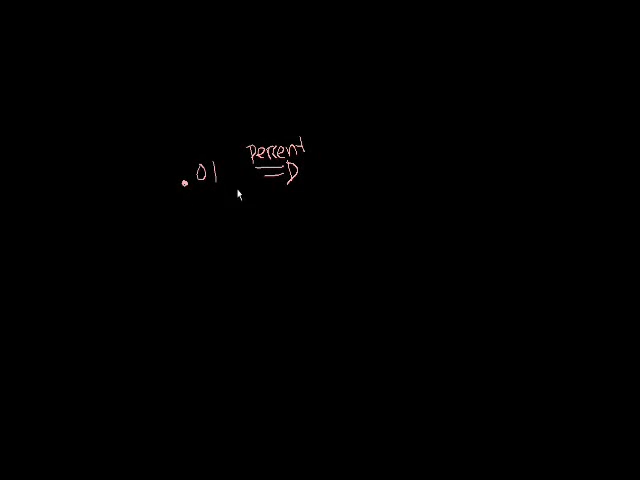 percent
.01 ⇒